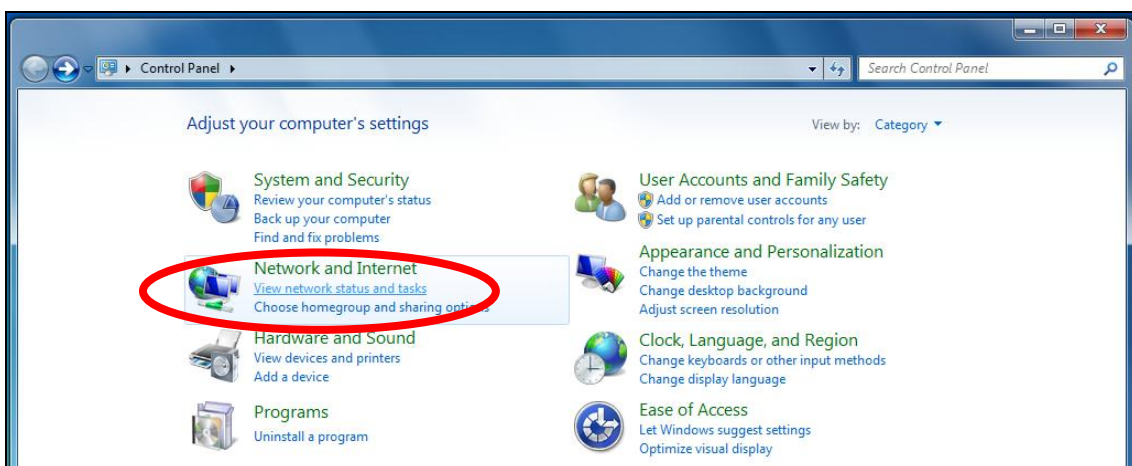 Control Panel
Search Control Panel
Adjust your computer's settings
View by: Category
System and Security
Review your computer's status
Back up your computer
Find and fix problems
Network and Internet
View network status and tasks
Choose homegroup and sharing options
Hardware and Sound
View devices and printers
Add a device
Programs
Uninstall a program
User Accounts and Family Safety
Add or remove user accounts
Set up parental controls for any user
Appearance and Personalization
Change the theme
Change desktop background
Adjust screen resolution
Clock, Language, and Region
Change keyboards or other input methods
Change display language
Ease of Access
Let Windows suggest settings
Optimize visual display